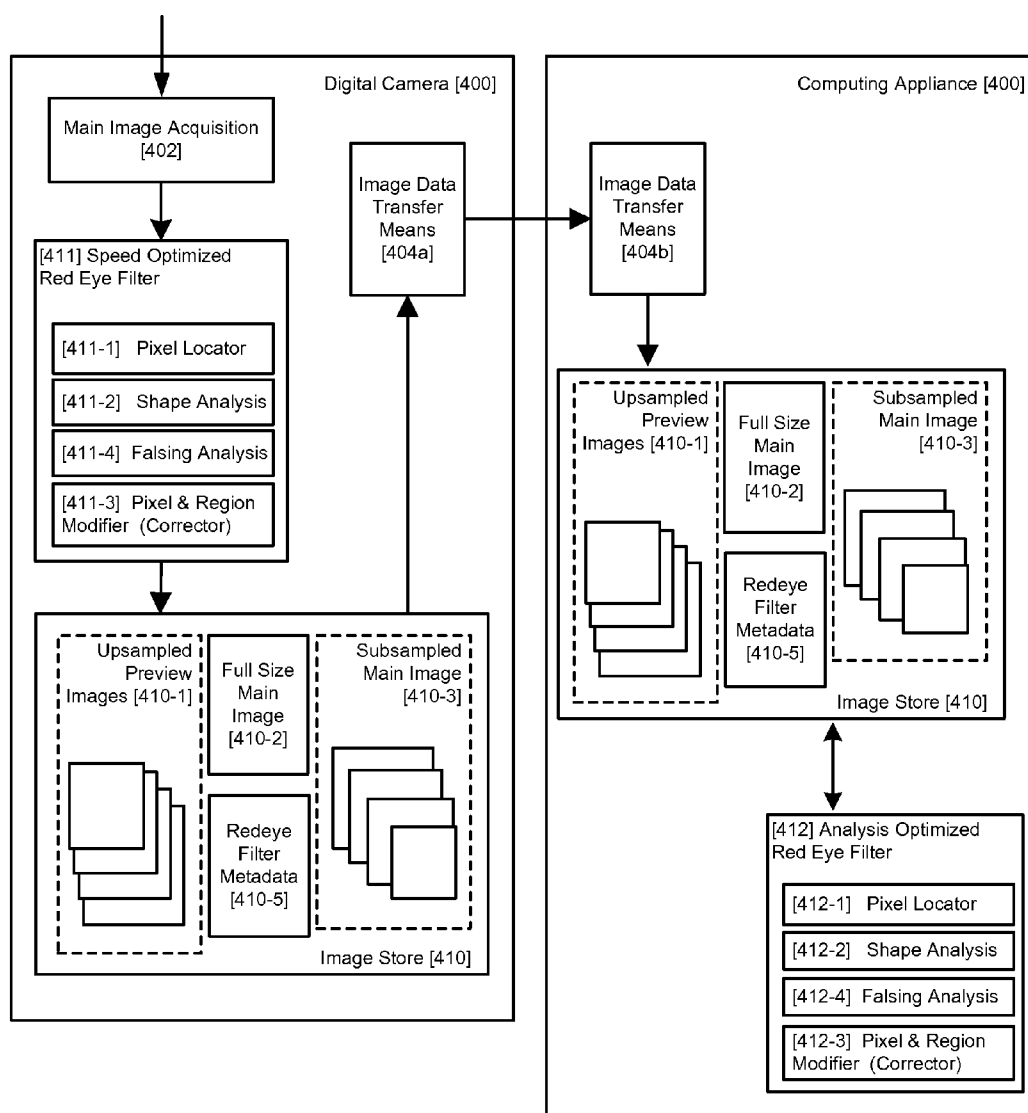 Digital Camera [400]
Main Image Acquisition
[402]
Image Data
Transfer
Means
[404a]
[411] Speed Optimized
Red Eye Filter
[411-1] Pixel Locator
[411-2] Shape Analysis
[411-4] Falsing Analysis
[411-3] Pixel & Region
Modifier (Corrector)
Upsampled
Preview
Images [410-1]
Full Size
Main
Image
[410-2]
Subsampled
Main Image
[410-3]
Redeye
Filter
Metadata
[410-5]
Image Store [410]
Computing Appliance [400]
Image Data
Transfer
Means
[404b]
Upsampled
Preview
Images [410-1]
Full Size
Main
Image
[410-2]
Subsampled
Main Image
[410-3]
Redeye
Filter
Metadata
[410-5]
Image Store [410]
[412] Analysis Optimized
Red Eye Filter
[412-1] Pixel Locator
[412-2] Shape Analysis
[412-4] Falsing Analysis
[412-3] Pixel & Region
Modifier (Corrector)